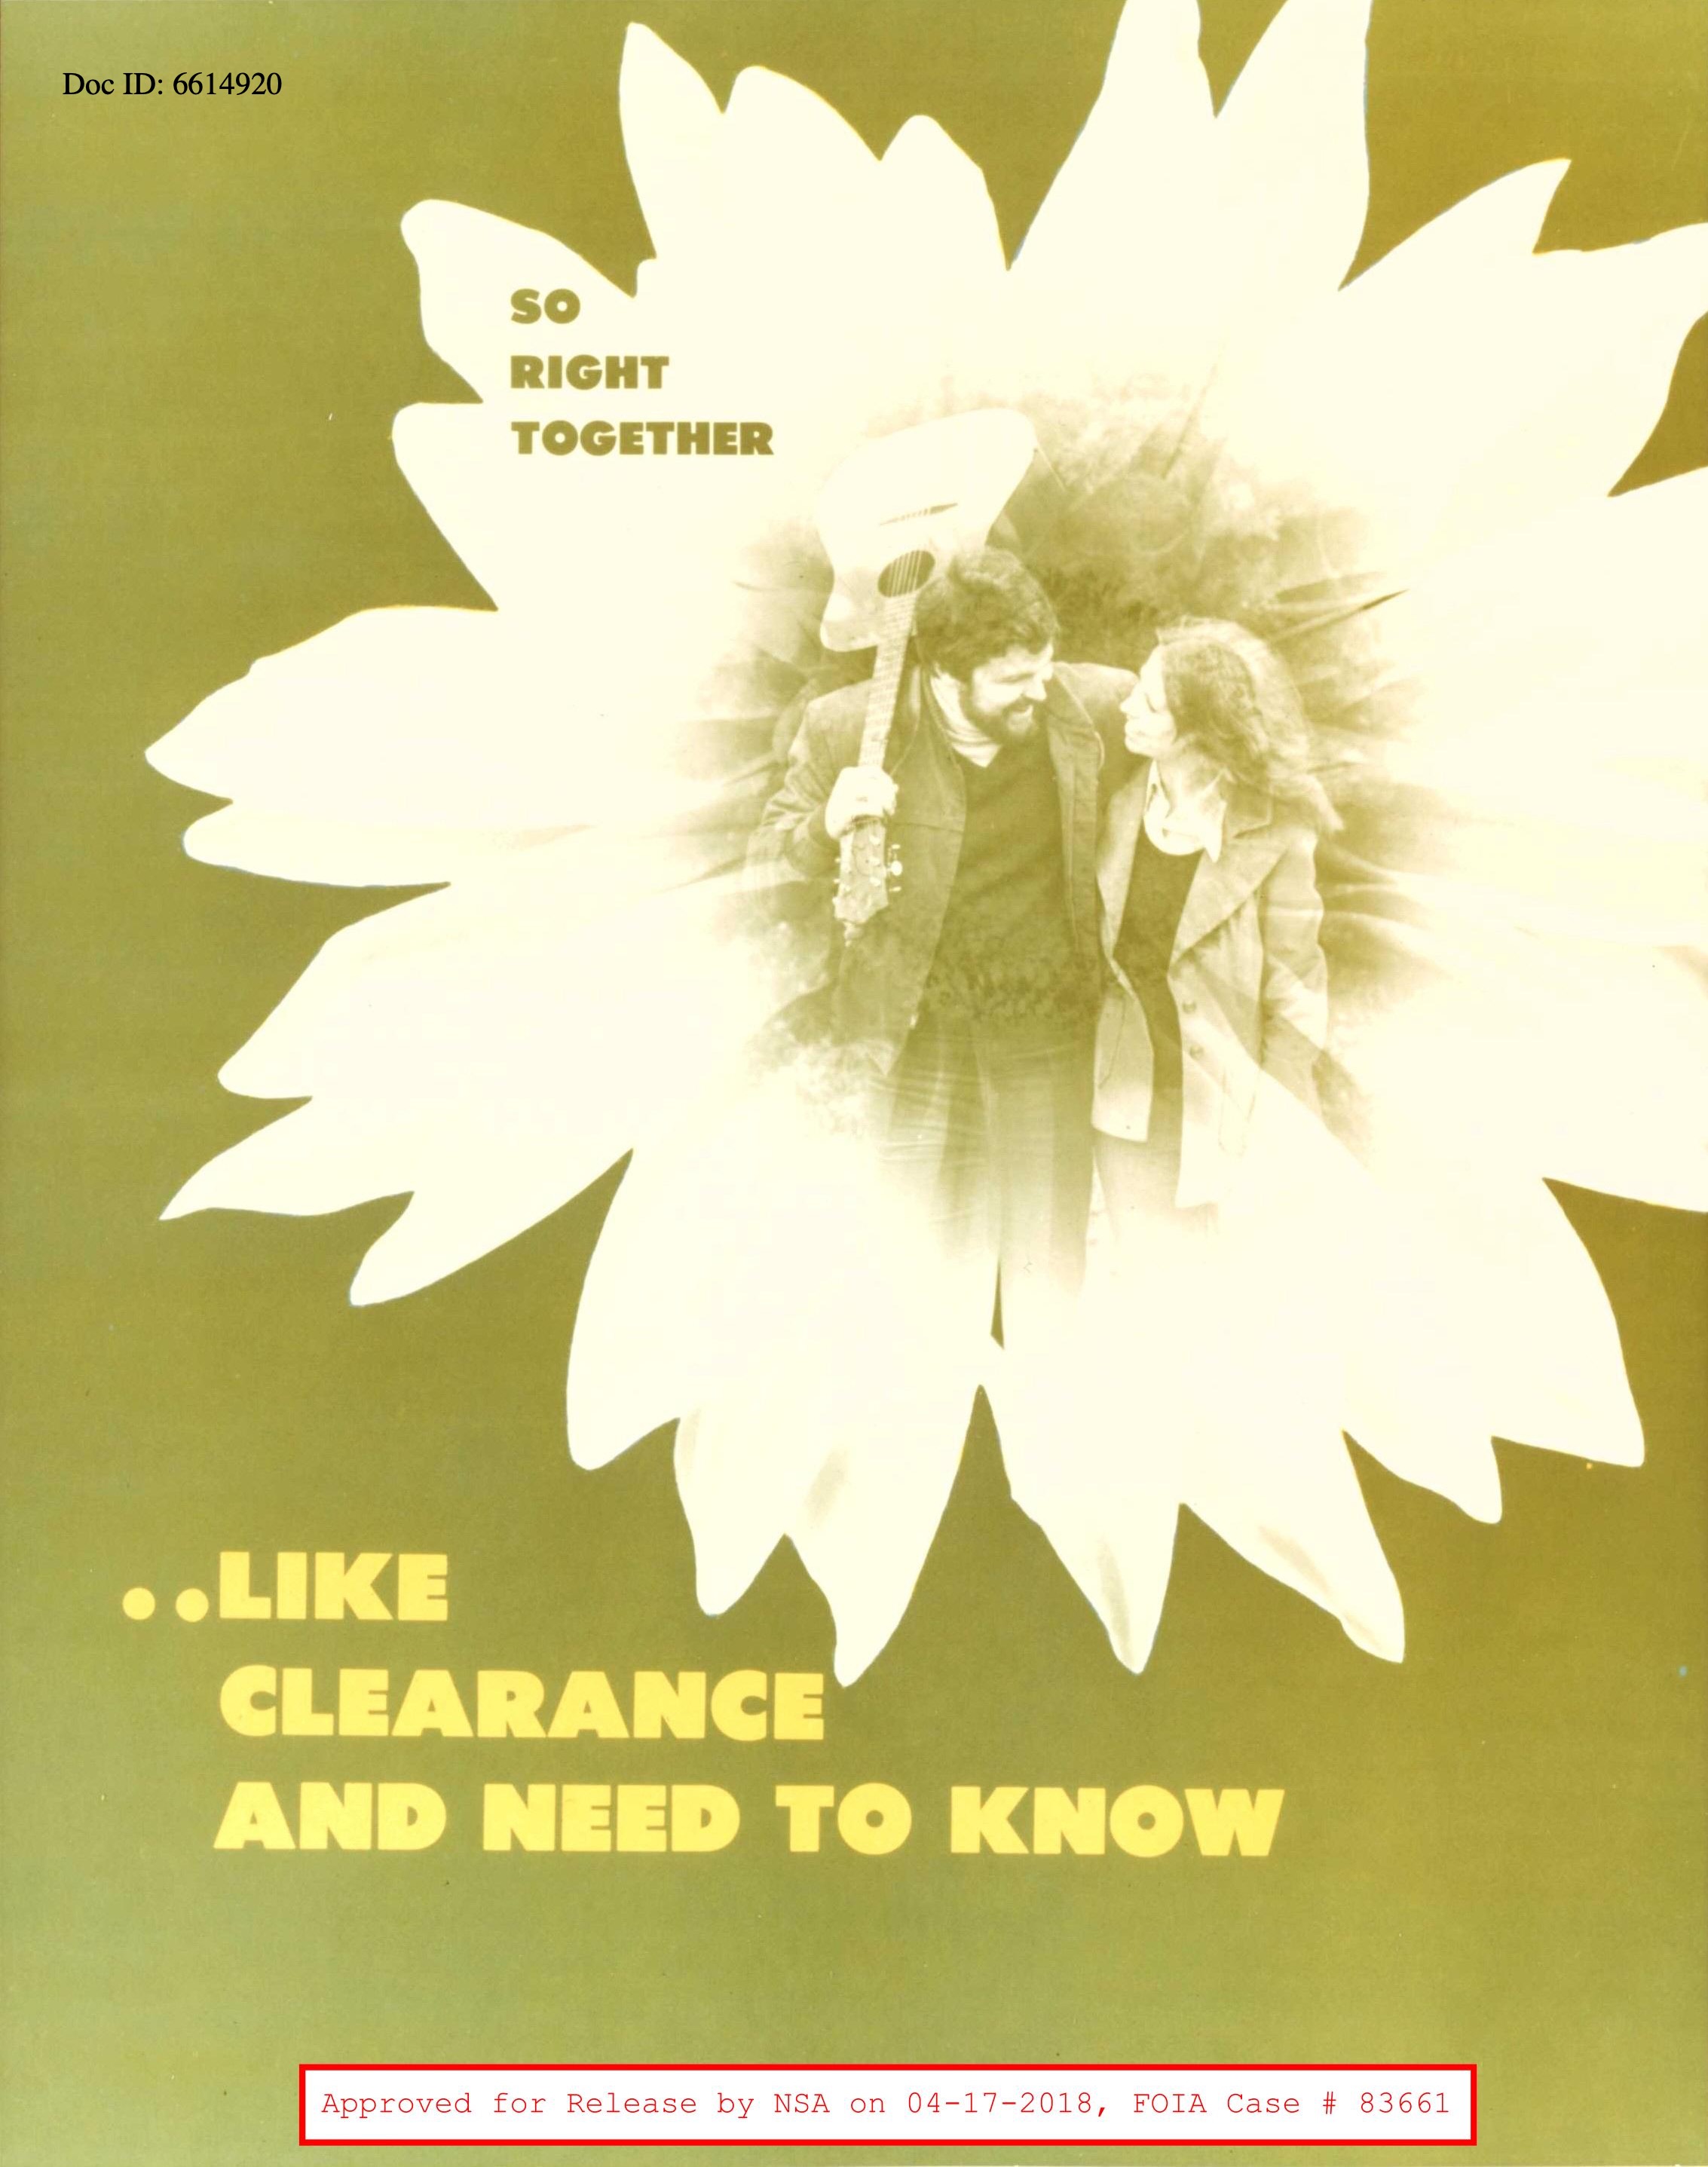 Doc ID: 6614920
SO
RIGHT
TOGETHER
..LIKE
CLEARANCE
AND NEED TO KNOW
Approved for Release by NSA on 04-17-2018, FOIA Case # 83661